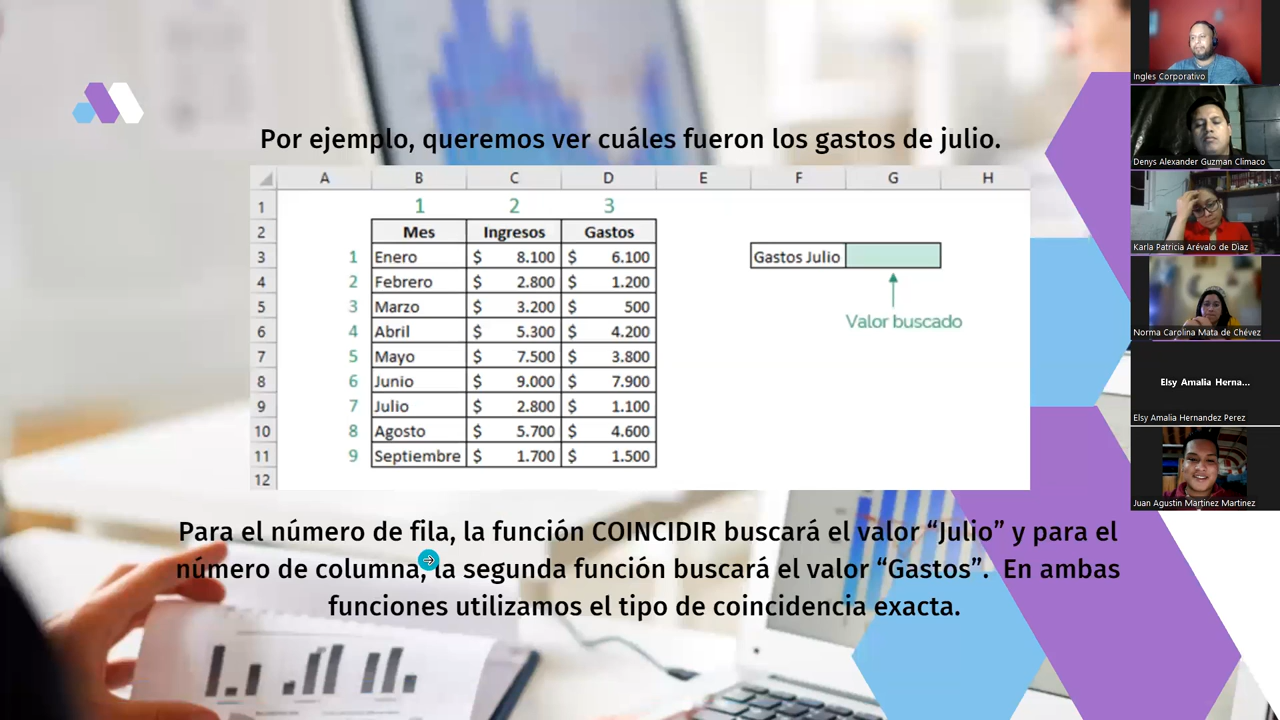 Por ejemplo, queremos ver cuáles fueron los gastos de julio.
A B C D E F G H
1 1 2 3
2 Mes Ingresos Gastos
3 1 Enero $ 8.100 $ 6.100 Gastos Julio
4 2 Febrero $ 2.800 $ 1.200
5 3 Marzo $ 3.200 $ 500
6 4 Abril $ 5.300 $ 4.200 Valor buscado
7 5 Mayo $ 7.500 $ 3.800
8 6 Junio $ 9.000 $ 7.900
9 7 Julio $ 2.800 $ 1.100
10 8 Agosto $ 5.700 $ 4.600
11 9 Septiembre $ 1.700 $ 1.500
12
Para el número de fila, la función COINCIDIR buscará el valor “Julio” y para el
número de columna, la segunda función buscará el valor “Gastos”. En ambas
funciones utilizamos el tipo de coincidencia exacta.
Ingles Corporativo
Denys Alexander Guzman Climaco
Karla Patricia Arévalo de Diaz
Norma Carolina Mata de Chévez
Elsy Amalia Herna...
Elsy Amalia Hernandez Perez
Juan Agustin Martinez Martinez